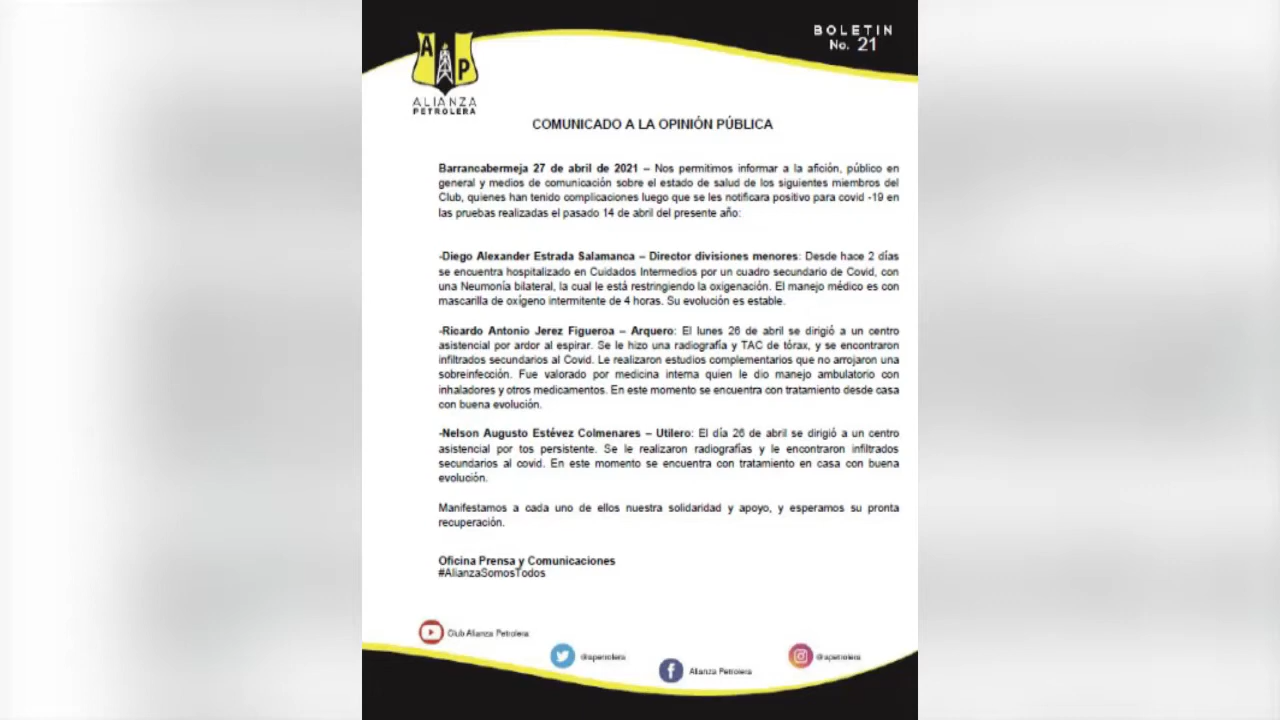 BOLETIN
No. 21
A P
ALIANZA
PETROLERA
COMUNICADO A LA OPINIÓN PÚBLICA
Barrancabermeja 27 de abril de 2021 – Nos permitimos informar a la afición, público en
general y medios de comunicación sobre el estado de salud de los siguientes miembros del
Club, quienes han tenido complicaciones luego que se les notificara positivo para covid -19 en
las pruebas realizadas el pasado 14 de abril del presente año:
-Diego Alexander Estrada Salamanca – Director divisiones menores: Desde hace 2 días
se encuentra hospitalizado en Cuidados Intermedios por un cuadro secundario de Covid, con
una Neumonía bilateral, la cual le está restringiendo la oxigenación. El manejo médico es con
mascarilla de oxígeno intermitente de 4 horas. Su evolución es estable.
-Ricardo Antonio Jerez Figueroa – Arquero: El lunes 26 de abril se dirigió a un centro
asistencial por ardor al espirar. Se le hizo una radiografía y TAC de tórax, y se encontraron
infiltrados secundarios al Covid. Le realizaron estudios complementarios que no arrojaron una
sobreinfección. Fue valorado por medicina interna quien le dio manejo ambulatorio con
inhaladores y otros medicamentos. En este momento se encuentra con tratamiento desde casa
con buena evolución.
-Nelson Augusto Estévez Colmenares – Utilero: El día 26 de abril se dirigió a un centro
asistencial por tos persistente. Se le realizaron radiografías y le encontraron infiltrados
secundarios al covid. En este momento se encuentra con tratamiento en casa con buena
evolución.
Manifestamos a cada uno de ellos nuestra solidaridad y apoyo, y esperamos su pronta
recuperación.
Oficina Prensa y Comunicaciones
#AlianzaSomosTodos
Club Alianza Petrolera
@apetrolera
Alianza Petrolera
@apetrolera